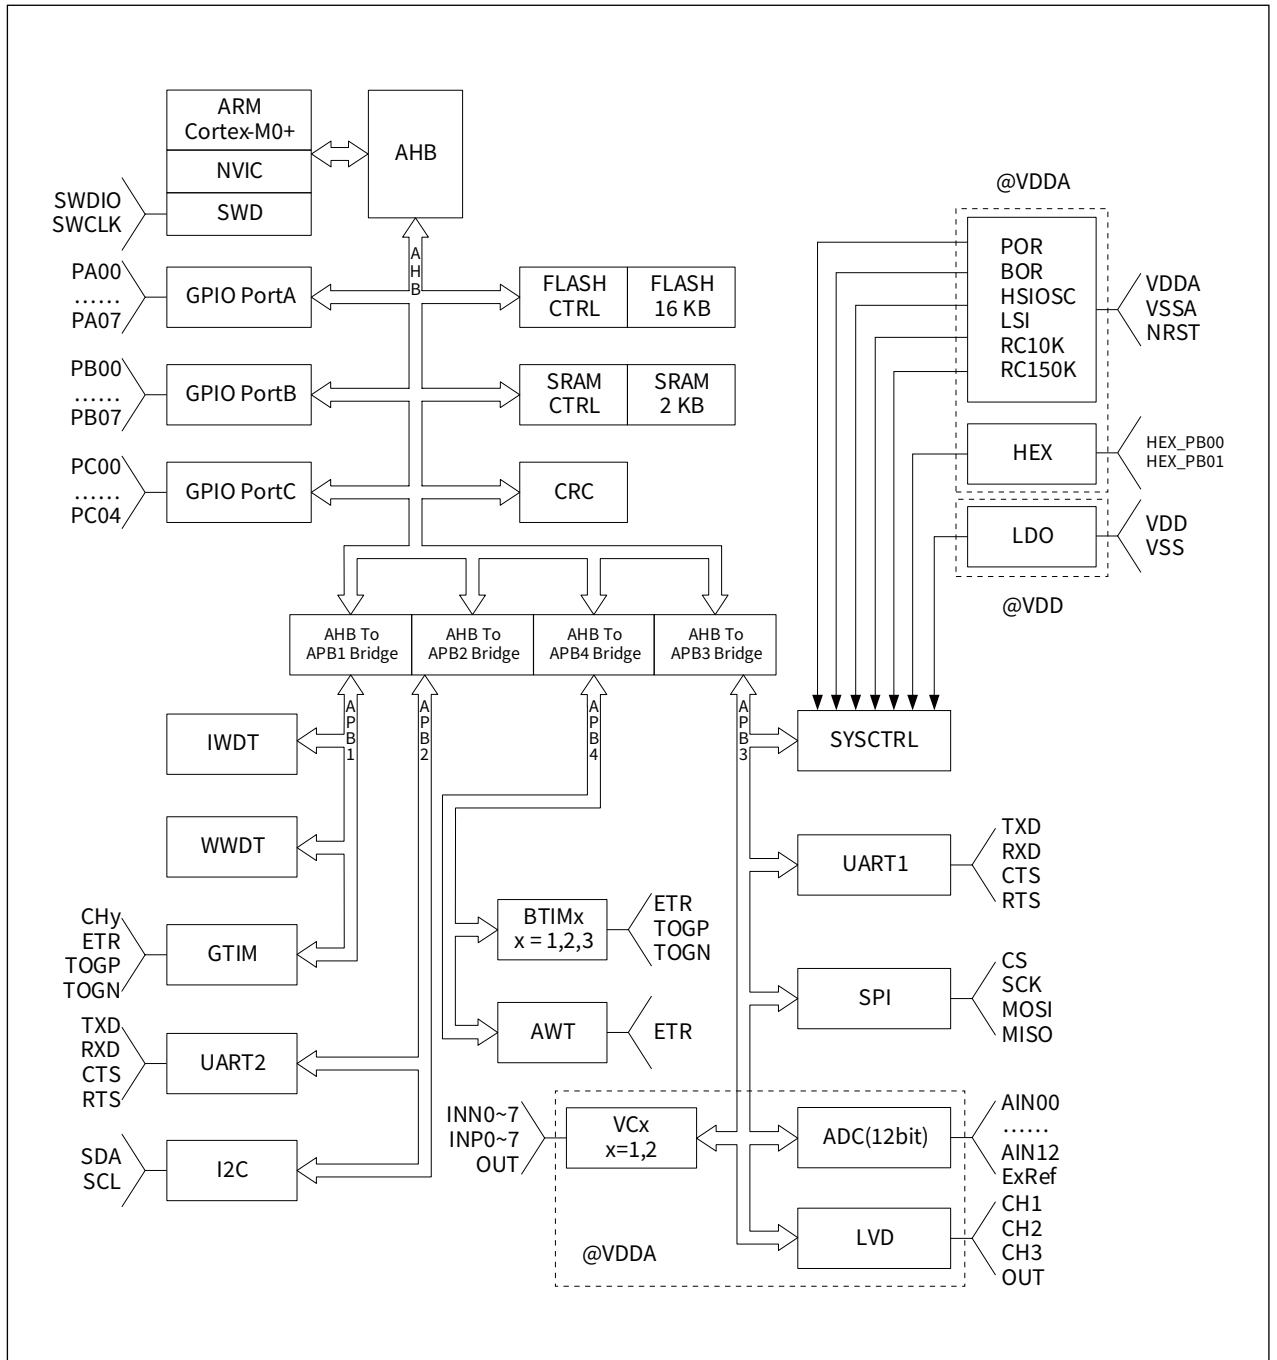 ARM
Cortex-M0+
NVIC
SWD
SWDIO
SWCLK
AHB
AHB
PA00
......
PA07
GPIO PortA
FLASH
CTRL
FLASH
16 KB
PB00
......
PB07
GPIO PortB
SRAM
CTRL
SRAM
2 KB
PC00
......
PC04
GPIO PortC
CRC
@VDDA
POR
BOR
HSIOSC
LSI
RC10K
RC150K
VDDA
VSSA
NRST
HEX
HEX_PB00
HEX_PB01
LDO
VDD
VSS
@VDD
AHB To
APB1 Bridge
AHB To
APB2 Bridge
AHB To
APB4 Bridge
AHB To
APB3 Bridge
APB1
APB2
APB4
APB3
IWDT
WWDT
CHy
ETR
TOGP
TOGN
GTIM
TXD
RXD
CTS
RTS
UART2
SDA
SCL
I2C
BTIMx
x = 1,2,3
ETR
TOGP
TOGN
AWT
ETR
SYSCTRL
UART1
TXD
RXD
CTS
RTS
SPI
CS
SCK
MOSI
MISO
INN0~7
INP0~7
OUT
VCx
x=1,2
ADC(12bit)
AIN00
......
AIN12
ExRef
LVD
CH1
CH2
CH3
OUT
@VDDA